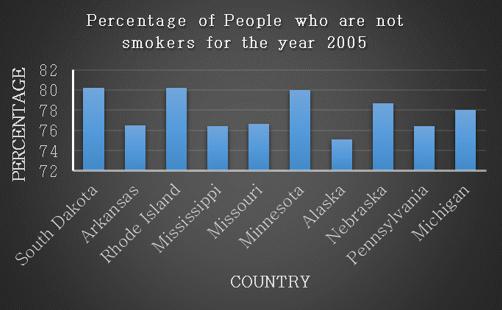 Percentage of People who are not
smokers for the year 2005
PERCENTAGE
82
80
78
76
74
72
South Dakota
Arkansas
Rhode Island
Mississippi
Missouri
Minnesota
Alaska
Nebraska
Pennsylvania
Michigan
COUNTRY